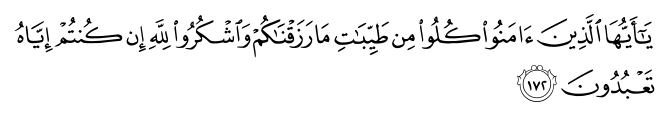 يَٰٓأَيُّهَا ٱلَّذِينَ ءَامَنُوا۟ كُلُوا۟ مِن طَيِّبَٰتِ مَا رَزَقْنَٰكُمْ وَٱشْكُرُوا۟ لِلَّهِ إِن كُنتُمْ إِيَّاهُ
تَعْبُدُونَ ١٧٢